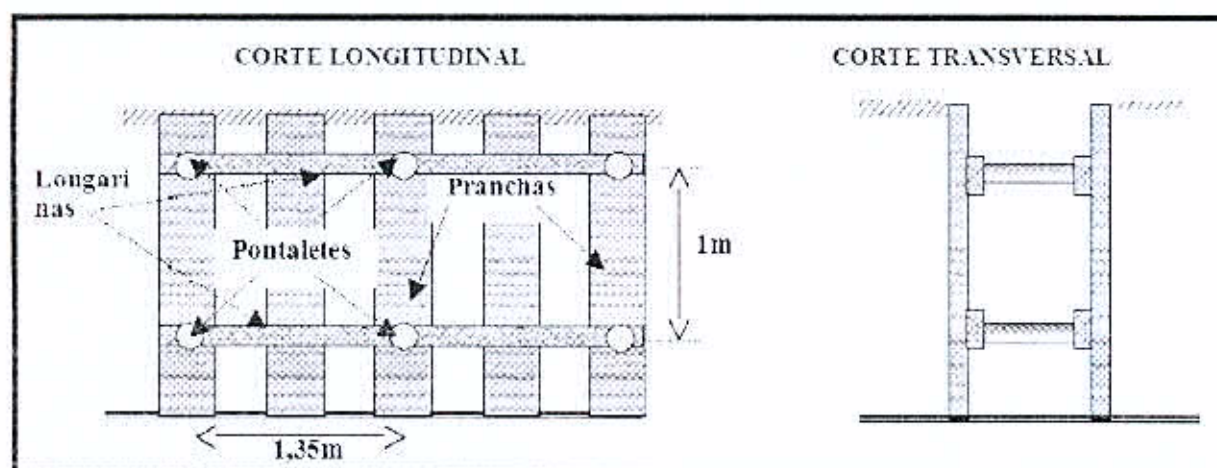 CORTE LONGITUDINAL
CORTE TRANSVERSAL
Longari
nas
Pranchas
Pontaletes
1m
1,35m